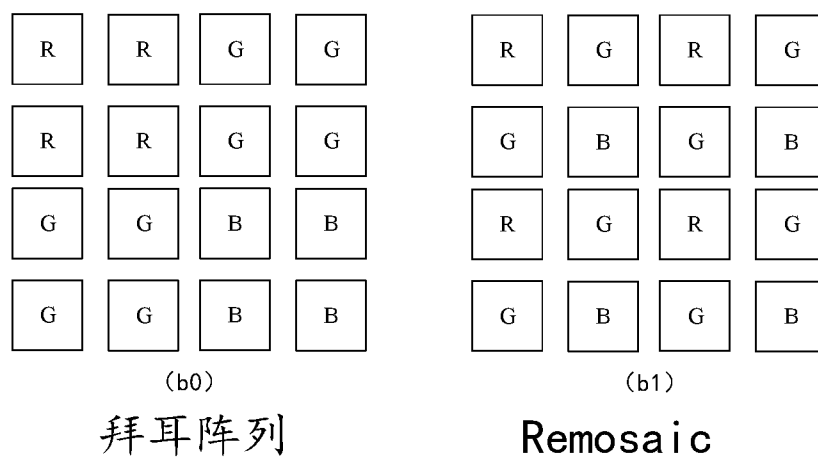 R R G G R G R G
R R G G G B G B
G G B B R G R G
G G B B G B G B
(b0) (b1)
拜耳阵列 Remosaic